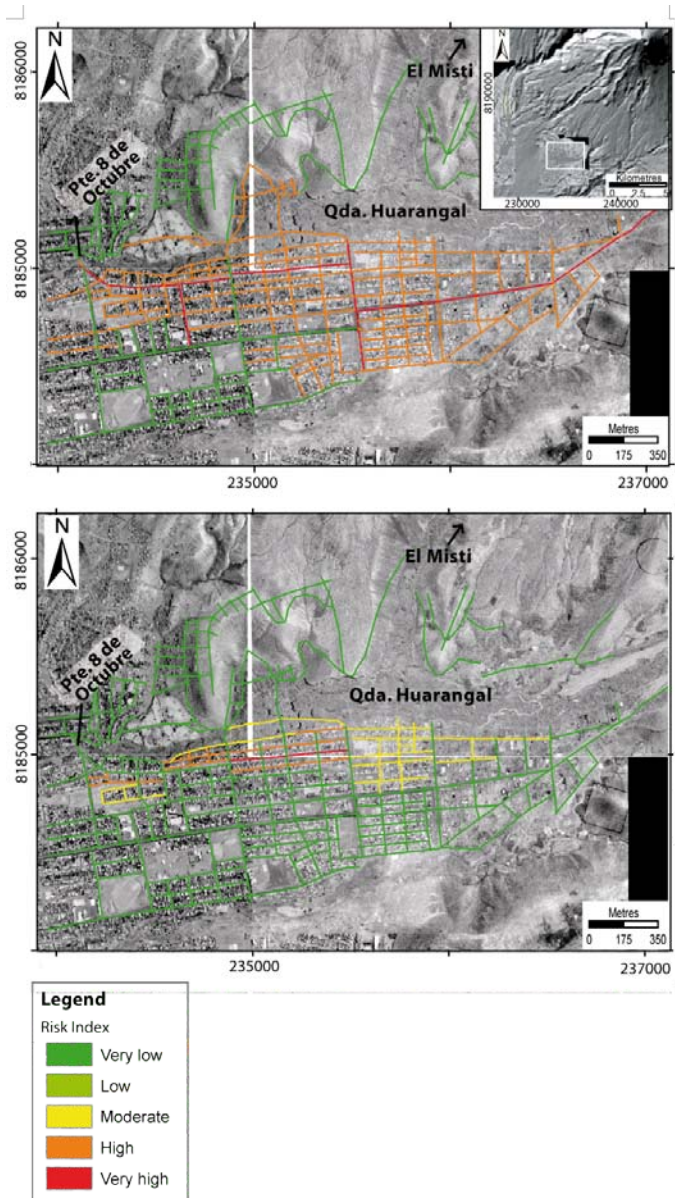 N
El Misti
8186000
Pte. 8 de
Octubre
Qda. Huarangal
8185000
N
8190000
Kilometres
0 2.5 5
230000 240000
Metres
0 175 350
235000 237000
N
El Misti
8186000
Pte. 8 de
Octubre
Qda. Huarangal
8185000
Metres
0 175 350
235000 237000
Legend
Risk Index
Very low
Low
Moderate
High
Very high